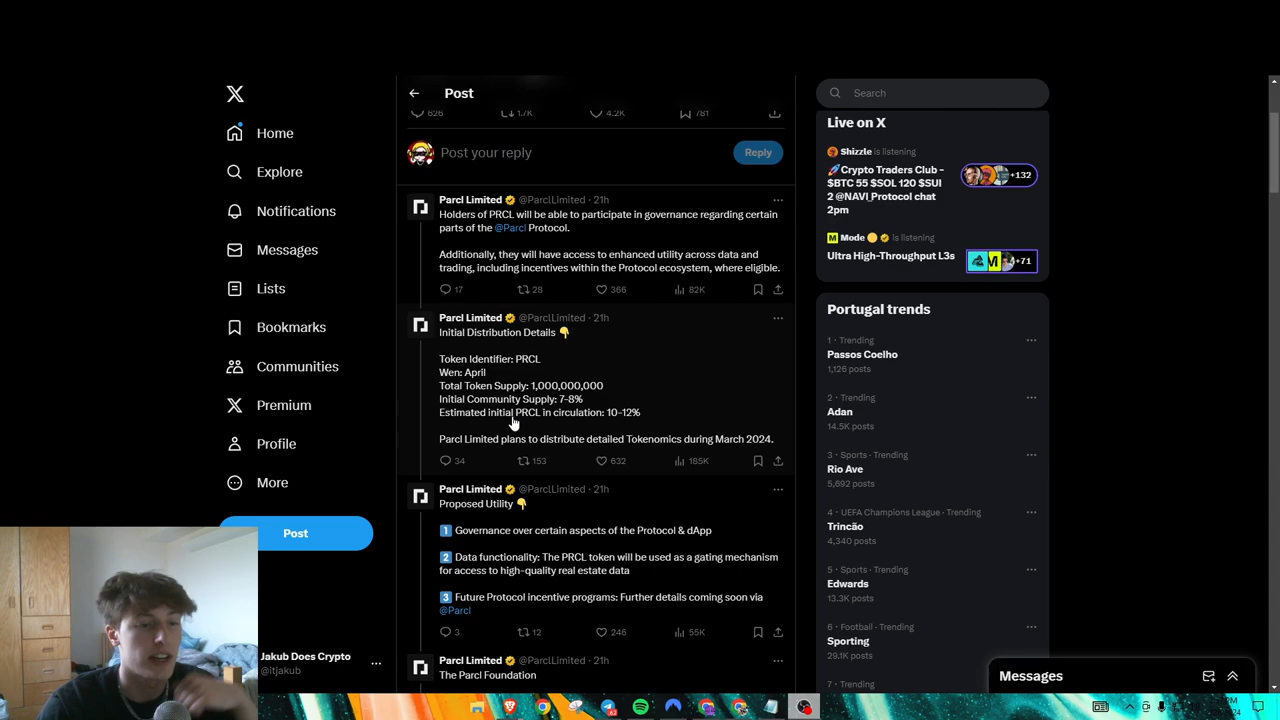 Post
626 1.7K 4.2K 781
Post your reply
Reply
Parcl Limited @ParclLimited · 21h
Holders of PRCL will be able to participate in governance regarding certain
parts of the @Parcl Protocol.
Additionally, they will have access to enhanced utility across data and
trading, including incentives within the Protocol ecosystem, where eligible.
17 28 366 82K
Parcl Limited @ParclLimited · 21h
Initial Distribution Details 👇
Token Identifier: PRCL
Wen: April
Total Token Supply: 1,000,000,000
Initial Community Supply: 7-8%
Estimated initial PRCL in circulation: 10-12%
Parcl Limited plans to distribute detailed Tokenomics during March 2024.
34 153 632 185K
Parcl Limited @ParclLimited · 21h
Proposed Utility 👇
1 Governance over certain aspects of the Protocol & dApp
2 Data functionality: The PRCL token will be used as a gating mechanism
for access to high-quality real estate data
3 Future Protocol incentive programs: Further details coming soon via
@Parcl
3 12 246 55K
Parcl Limited @ParclLimited · 21h
The Parcl Foundation
Home
Explore
Notifications
Messages
Lists
Bookmarks
Communities
Premium
Profile
More
Post
Jakub Does Crypto
@itjakub
Search
Live on X
Shizzle is listening
🚀Crypto Traders Club -
$BTC 55 $SOL 120 $SUI
2 @NAVI_Protocol chat
2pm
+132
Mode is listening
Ultra High-Throughput L3s
+71
Portugal trends
1 · Trending
Passos Coelho
1,126 posts
2 · Trending
Adan
14.5K posts
3 · Sports · Trending
Rio Ave
5,692 posts
4 · UEFA Champions League · Trending
Trincão
4,340 posts
5 · Sports · Trending
Edwards
13.3K posts
6 · Football · Trending
Sporting
29.1K posts
7 · Trending
Messages